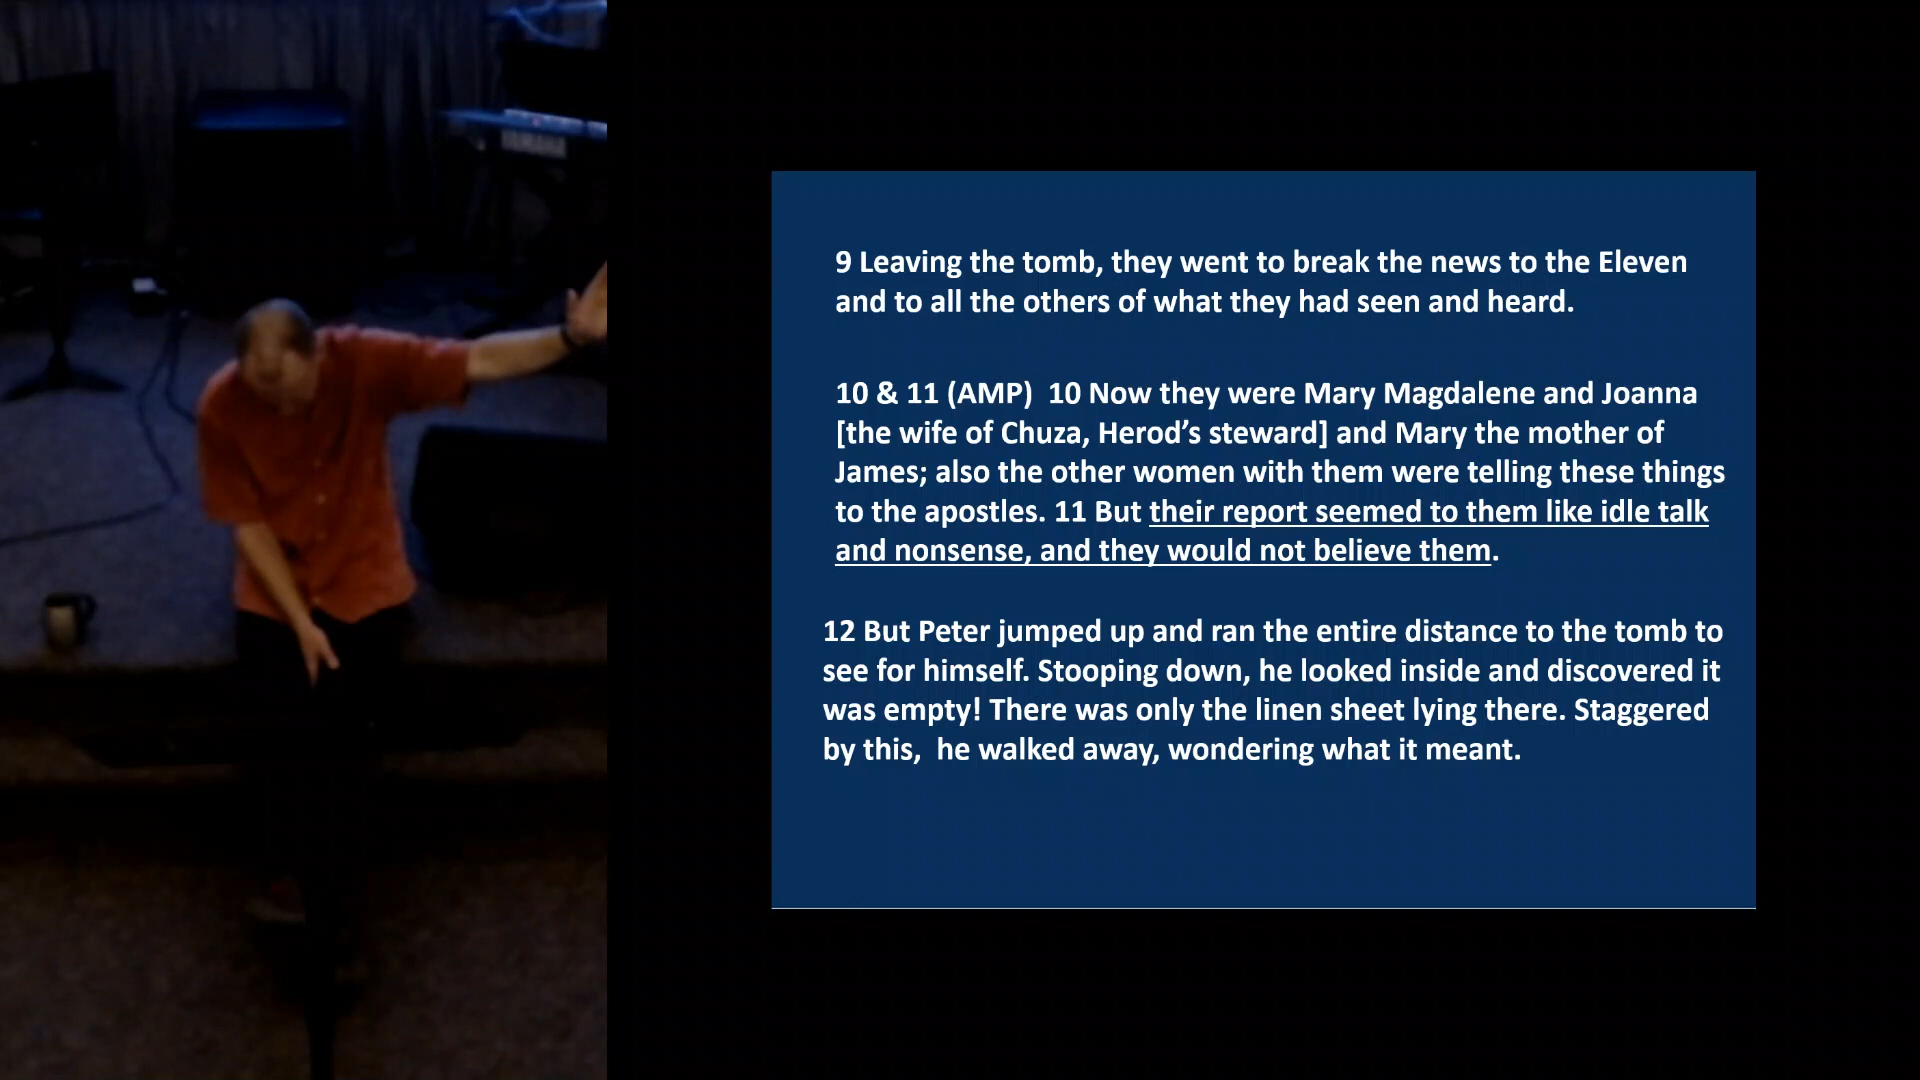 9 Leaving the tomb, they went to break the news to the Eleven
and to all the others of what they had seen and heard.
10 & 11 (AMP)  10 Now they were Mary Magdalene and Joanna
[the wife of Chuza, Herod’s steward] and Mary the mother of
James; also the other women with them were telling these things
to the apostles. 11 But their report seemed to them like idle talk
and nonsense, and they would not believe them.
12 But Peter jumped up and ran the entire distance to the tomb to
see for himself. Stooping down, he looked inside and discovered it
was empty! There was only the linen sheet lying there. Staggered
by this,  he walked away, wondering what it meant.